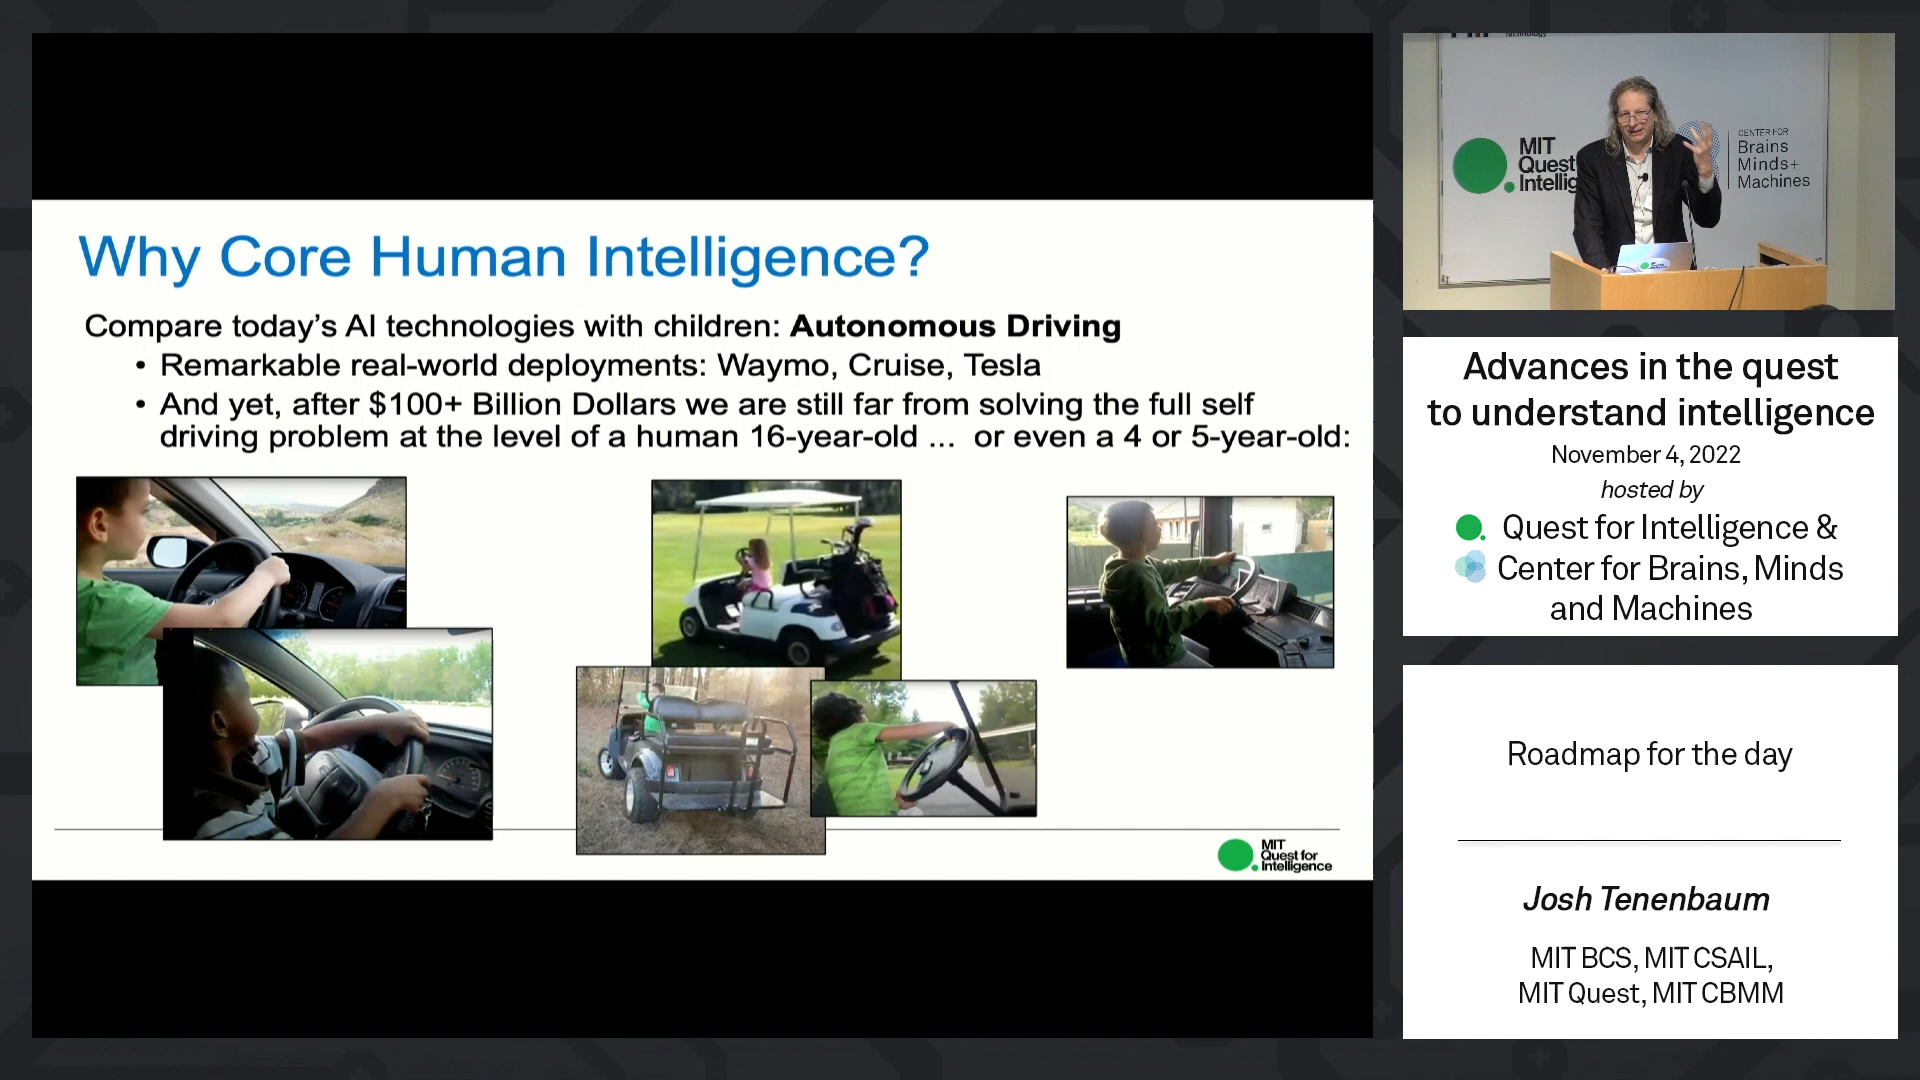 Why Core Human Intelligence?
Compare today's AI technologies with children: Autonomous Driving
• Remarkable real-world deployments: Waymo, Cruise, Tesla
• And yet, after $100+ Billion Dollars we are still far from solving the full self
driving problem at the level of a human 16-year-old ... or even a 4 or 5-year-old:
MIT
Quest for
Intelligence
Technology
MIT
Quest
Intellig
CENTER FOR
Brains
Minds+
Machines
Advances in the quest
to understand intelligence
November 4, 2022
hosted by
Quest for Intelligence &
Center for Brains, Minds
and Machines
Roadmap for the day
Josh Tenenbaum
MIT BCS, MIT CSAIL,
MIT Quest, MIT CBMM